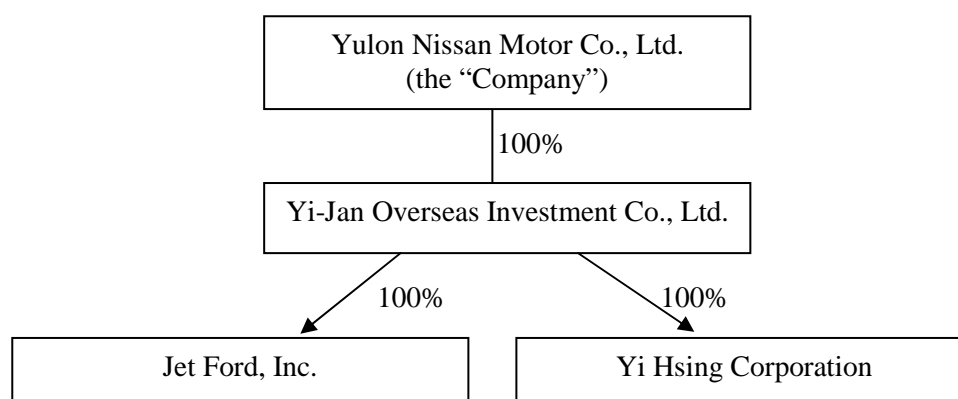 Yulon Nissan Motor Co., Ltd.
(the “Company”)
100%
Yi-Jan Overseas Investment Co., Ltd.
100%
100%
Jet Ford, Inc.
Yi Hsing Corporation